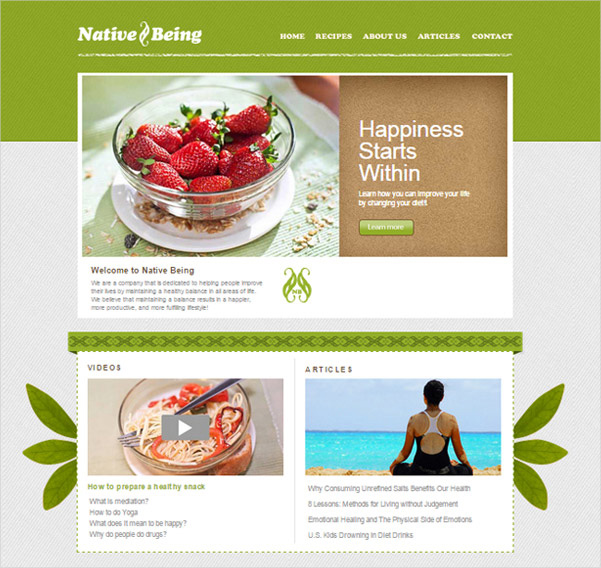 Native Being
HOME RECIPES ABOUT US ARTICLES CONTACT
Happiness
Starts
Within
Learn how you can improve your life
by changing your diet!
Learn more
Welcome to Native Being
We are a company that is dedicated to helping people improve
their lives by maintaining a healthy balance in all areas of life.
We believe that maintaining a balance results in a happier,
more productive, and more fulfilling lifestyle!
NB
VIDEOS
How to prepare a healthy snack
What is mediation?
How to do Yoga
What does it mean to be happy?
Why do people do drugs?
ARTICLES
Why Consuming Unrefined Salts Benefits Our Health
8 Lessons: Methods for Living without Judgement
Emotional Healing and The Physical Side of Emotions
U.S. Kids Drowning in Diet Drinks